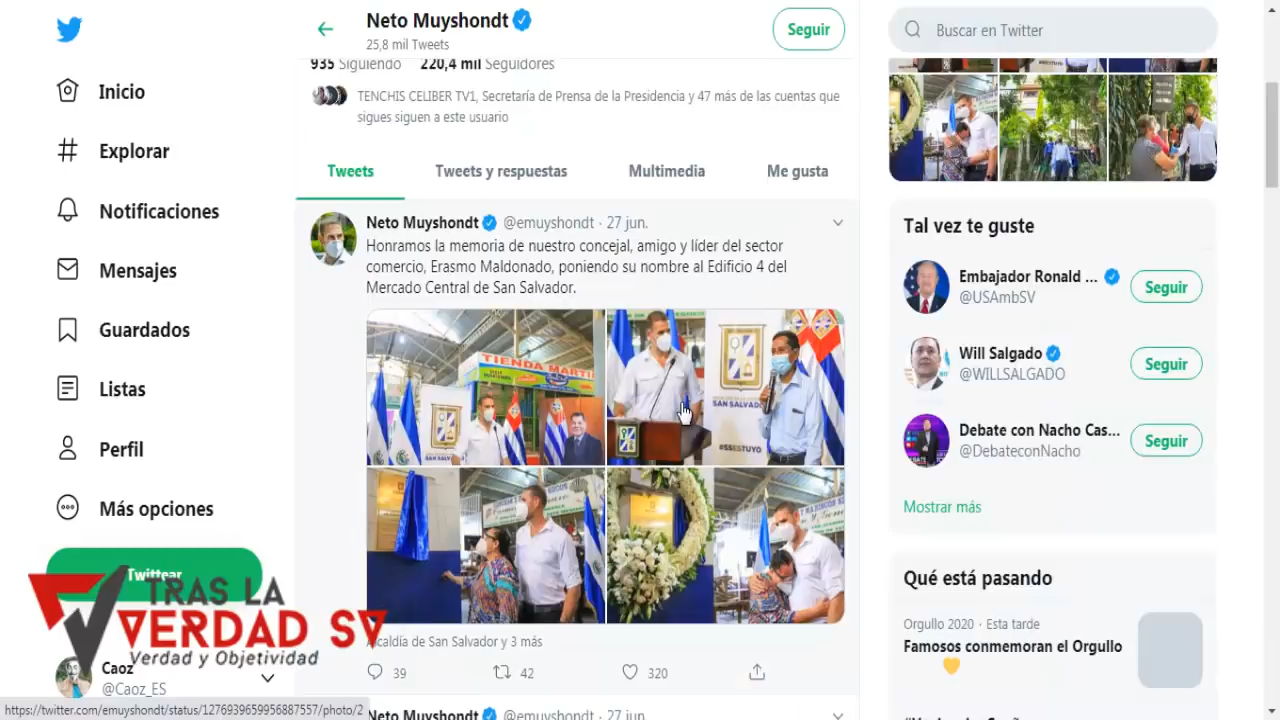 Neto Muyshondt
25,8 mil Tweets
Seguir
935 Siguiendo 220,4 mil Seguidores
TENCHIS CELIBER TV1, Secretaría de Prensa de la Presidencia y 47 más de las cuentas que
sigues siguen a este usuario
Tweets
Tweets y respuestas
Multimedia
Me gusta
Inicio
Explorar
Notificaciones
Mensajes
Guardados
Listas
Perfil
Más opciones
Twittear
TRAS LA
VERDAD SV
Verdad y Objetividad
Caoz
@Caoz_ES
Neto Muyshondt @emuyshondt · 27 jun.
Honramos la memoria de nuestro concejal, amigo y líder del sector
comercio, Erasmo Maldonado, poniendo su nombre al Edificio 4 del
Mercado Central de San Salvador.
TIENDA MARTI
SAN SALVADO
#SSESTUYO
Alcaldía de San Salvador y 3 más
39
42
320
Neto Muyshondt @emuyshondt · 27 jun.
Buscar en Twitter
Tal vez te guste
Embajador Ronald ...
@USAmbSV
Seguir
Will Salgado
@WILLSALGADO
Seguir
Debate con Nacho Cas...
@DebateconNacho
Seguir
Mostrar más
Qué está pasando
Orgullo 2020 · Esta tarde
Famosos conmemoran el Orgullo
https://twitter.com/emuyshondt/status/1276939659956887557/photo/2